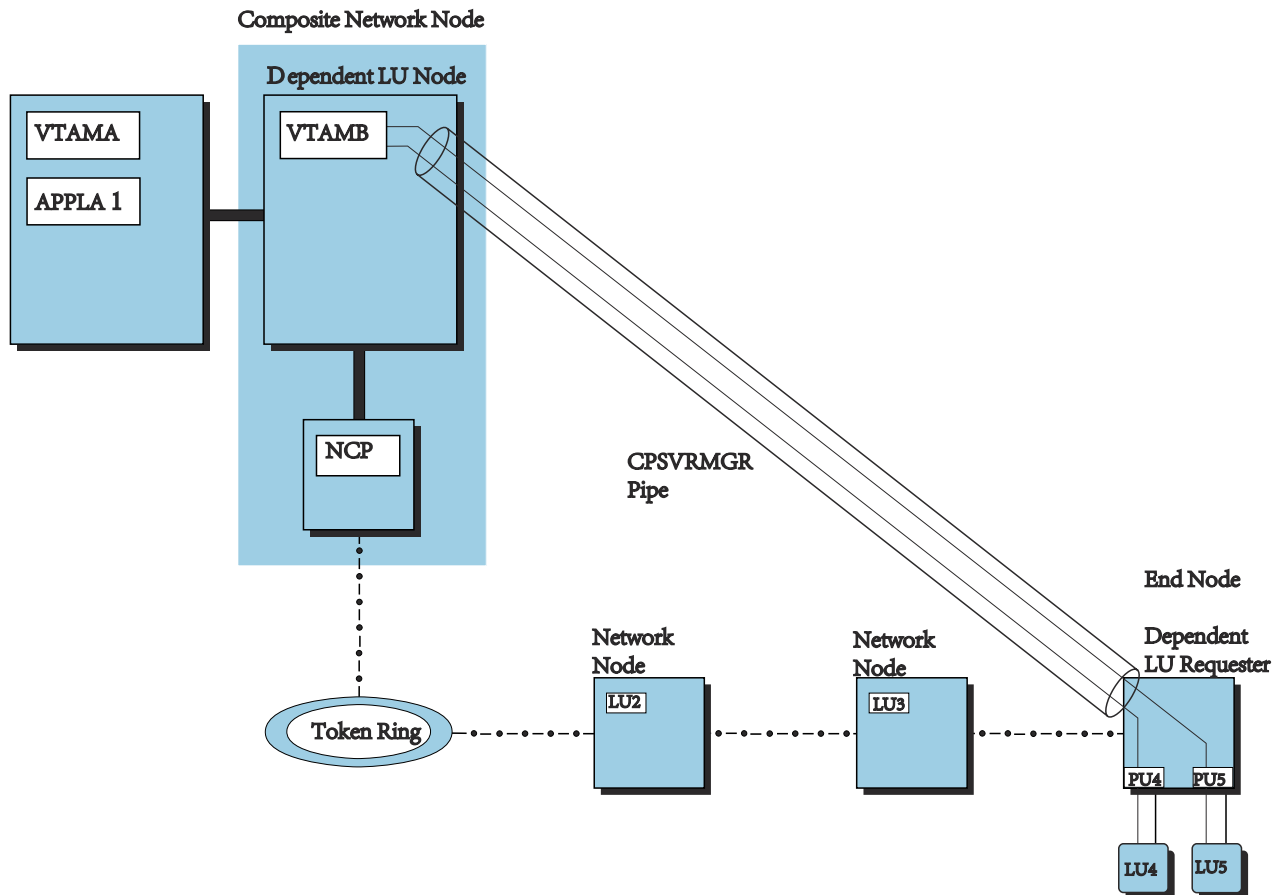 Composite Network Node
Dependent LU Node
VTAMA
VTAMB
APPLA 1
NCP
CPSVRMGR
Pipe
End Node
Network
Node
Network
Node
Dependent
LU Requester
LU2
LU3
Token Ring
PU4
PU5
LU4
LU5